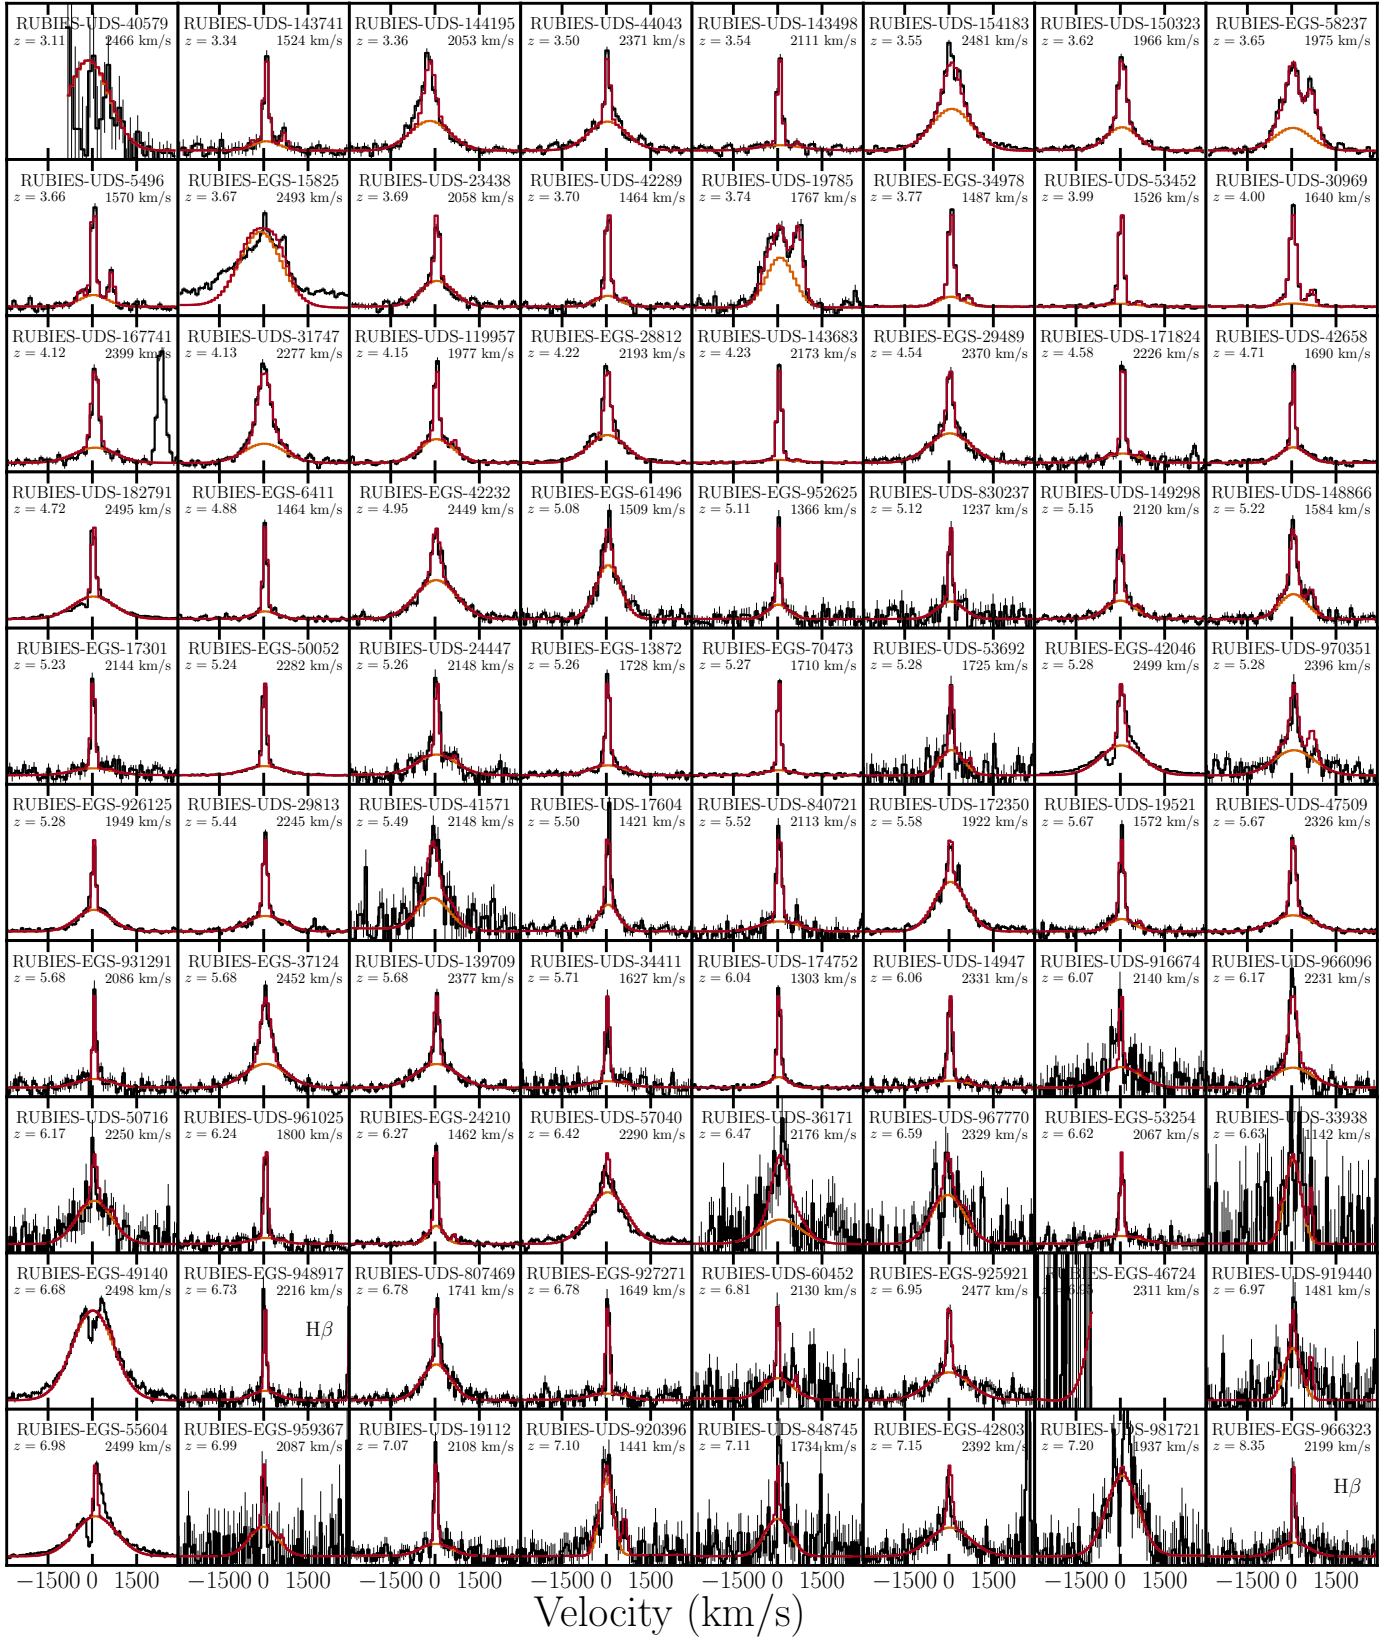 RUBIES-UDS-40579 RUBIES-UDS-143741 RUBIES-UDS-144195 RUBIES-UDS-44043 RUBIES-UDS-143498 RUBIES-UDS-154183 RUBIES-UDS-150323 RUBIES-EGS-58237
z = 3.11 2466 km/s z = 3.34 1524 km/s z = 3.36 2053 km/s z = 3.50 2371 km/s z = 3.54 2111 km/s z = 3.55 2481 km/s z = 3.62 1966 km/s z = 3.65 1975 km/s
RUBIES-UDS-5496 RUBIES-EGS-15825 RUBIES-UDS-23438 RUBIES-UDS-42289 RUBIES-UDS-19785 RUBIES-EGS-34978 RUBIES-UDS-53452 RUBIES-UDS-30969
z = 3.66 1570 km/s z = 3.67 2493 km/s z = 3.69 2058 km/s z = 3.70 1464 km/s z = 3.74 1767 km/s z = 3.77 1487 km/s z = 3.99 1526 km/s z = 4.00 1640 km/s
RUBIES-UDS-167741 RUBIES-UDS-31747 RUBIES-UDS-119957 RUBIES-EGS-28812 RUBIES-UDS-143683 RUBIES-EGS-29489 RUBIES-UDS-171824 RUBIES-UDS-42658
z = 4.12 2399 km/s z = 4.13 2277 km/s z = 4.15 1977 km/s z = 4.22 2193 km/s z = 4.23 2173 km/s z = 4.54 2370 km/s z = 4.58 2226 km/s z = 4.71 1690 km/s
RUBIES-UDS-182791 RUBIES-EGS-6411 RUBIES-EGS-42232 RUBIES-EGS-61496 RUBIES-EGS-952625 RUBIES-UDS-830237 RUBIES-UDS-149298 RUBIES-UDS-148866
z = 4.72 2495 km/s z = 4.88 1464 km/s z = 4.95 2449 km/s z = 5.08 1509 km/s z = 5.11 1366 km/s z = 5.12 1237 km/s z = 5.15 2120 km/s z = 5.22 1584 km/s
RUBIES-EGS-17301 RUBIES-EGS-50052 RUBIES-UDS-24447 RUBIES-EGS-13872 RUBIES-EGS-70473 RUBIES-UDS-53692 RUBIES-EGS-42046 RUBIES-UDS-970351
z = 5.23 2144 km/s z = 5.24 2282 km/s z = 5.26 2148 km/s z = 5.26 1728 km/s z = 5.27 1710 km/s z = 5.28 1725 km/s z = 5.28 2499 km/s z = 5.28 2396 km/s
RUBIES-EGS-926125 RUBIES-UDS-29813 RUBIES-UDS-41571 RUBIES-UDS-17604 RUBIES-UDS-840721 RUBIES-UDS-172350 RUBIES-UDS-19521 RUBIES-UDS-47509
z = 5.28 1949 km/s z = 5.44 2245 km/s z = 5.49 2148 km/s z = 5.50 1421 km/s z = 5.52 2113 km/s z = 5.58 1922 km/s z = 5.67 1572 km/s z = 5.67 2326 km/s
RUBIES-EGS-931291 RUBIES-EGS-37124 RUBIES-UDS-139709 RUBIES-UDS-34411 RUBIES-UDS-174752 RUBIES-UDS-14947 RUBIES-UDS-916674 RUBIES-UDS-966096
z = 5.68 2086 km/s z = 5.68 2452 km/s z = 5.68 2377 km/s z = 5.71 1627 km/s z = 6.04 1303 km/s z = 6.06 2331 km/s z = 6.07 2140 km/s z = 6.17 2231 km/s
RUBIES-UDS-50716 RUBIES-UDS-961025 RUBIES-EGS-24210 RUBIES-UDS-57040 RUBIES-UDS-36171 RUBIES-UDS-967770 RUBIES-EGS-53254 RUBIES-UDS-33938
z = 6.17 2250 km/s z = 6.24 1800 km/s z = 6.27 1462 km/s z = 6.42 2290 km/s z = 6.47 2176 km/s z = 6.59 2329 km/s z = 6.62 2067 km/s z = 6.63 1142 km/s
RUBIES-EGS-49140 RUBIES-EGS-948917 RUBIES-UDS-807469 RUBIES-EGS-927271 RUBIES-UDS-60452 RUBIES-EGS-925921 RUBIES-EGS-46724 RUBIES-UDS-919440
z = 6.68 2498 km/s z = 6.73 2216 km/s z = 6.78 1741 km/s z = 6.78 1649 km/s z = 6.81 2130 km/s z = 6.95 2477 km/s 2311 km/s z = 6.97 1481 km/s
Hβ
RUBIES-EGS-55604 RUBIES-EGS-959367 RUBIES-UDS-19112 RUBIES-UDS-920396 RUBIES-UDS-848745 RUBIES-EGS-42803 RUBIES-UDS-981721 RUBIES-EGS-966323
z = 6.98 2499 km/s z = 6.99 2087 km/s z = 7.07 2108 km/s z = 7.10 1441 km/s z = 7.11 1734 km/s z = 7.15 2392 km/s z = 7.20 1937 km/s z = 8.35 2199 km/s
Hβ
−1500 0 1500 −1500 0 1500 −1500 0 1500 −1500 0 1500 −1500 0 1500 −1500 0 1500 −1500 0 1500 −1500 0 1500
Velocity (km/s)